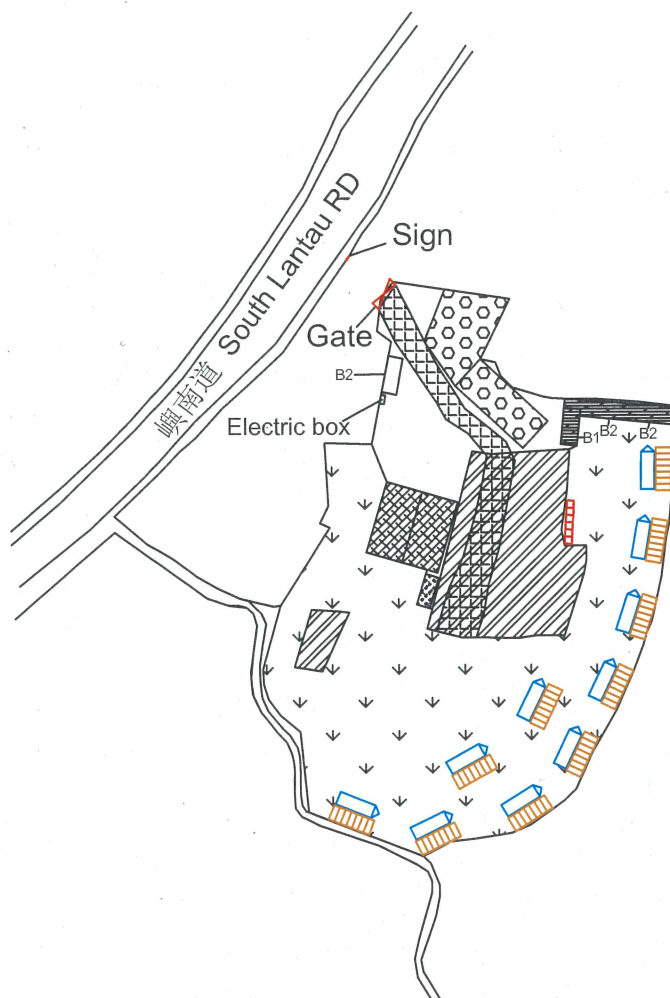 嶼南道 South Lantau RD
Sign
Gate
B2
Electric box
B1
B2
B2